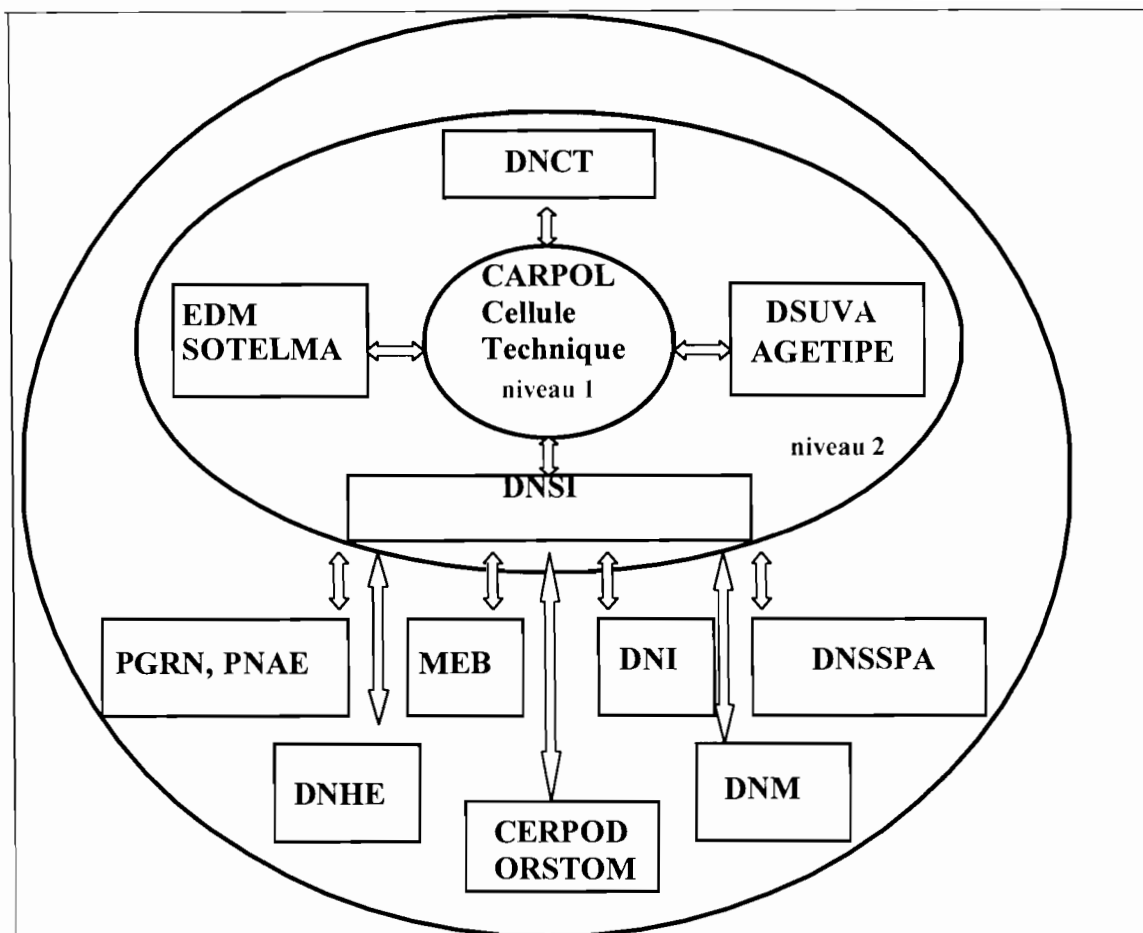 DNCT
CARPOL
Cellule
Technique
niveau 1
EDM
SOTELMA
DSUVA
AGETIPE
niveau 2
DNSI
PGRN, PNAE
MEB
DNI
DNSSPA
DNHE
CERPOD
ORSTOM
DNM